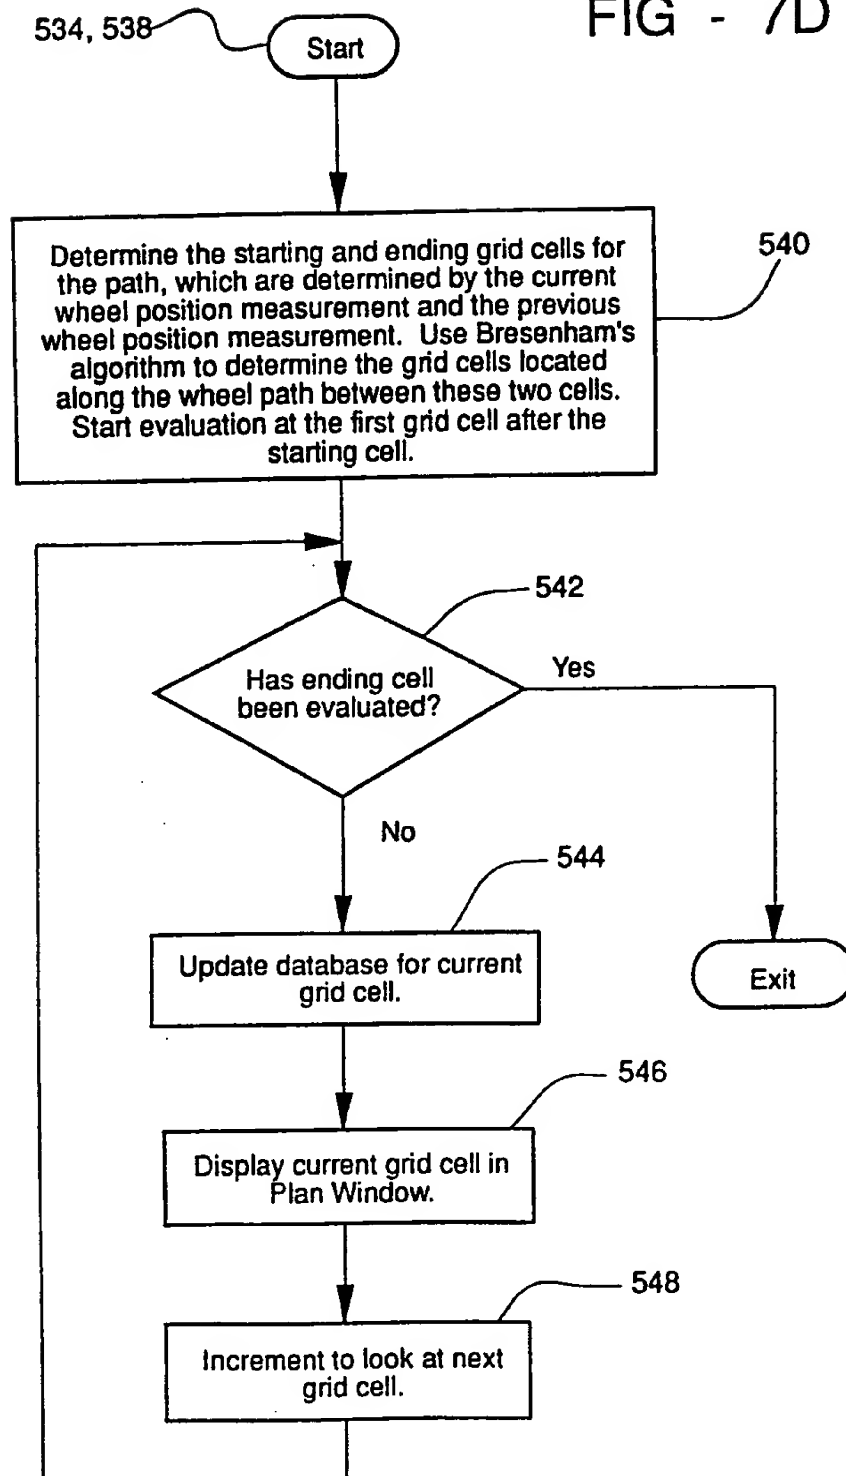 FIG - 7D
534, 538
Start
Determine the starting and ending grid cells for
the path, which are determined by the current
wheel position measurement and the previous
wheel position measurement. Use Bresenham's
algorithm to determine the grid cells located
along the wheel path between these two cells.
Start evaluation at the first grid cell after the
starting cell.
540
542
Has ending cell
been evaluated?
Yes
No
544
Update database for current
grid cell.
Exit
546
Display current grid cell in
Plan Window.
548
Increment to look at next
grid cell.